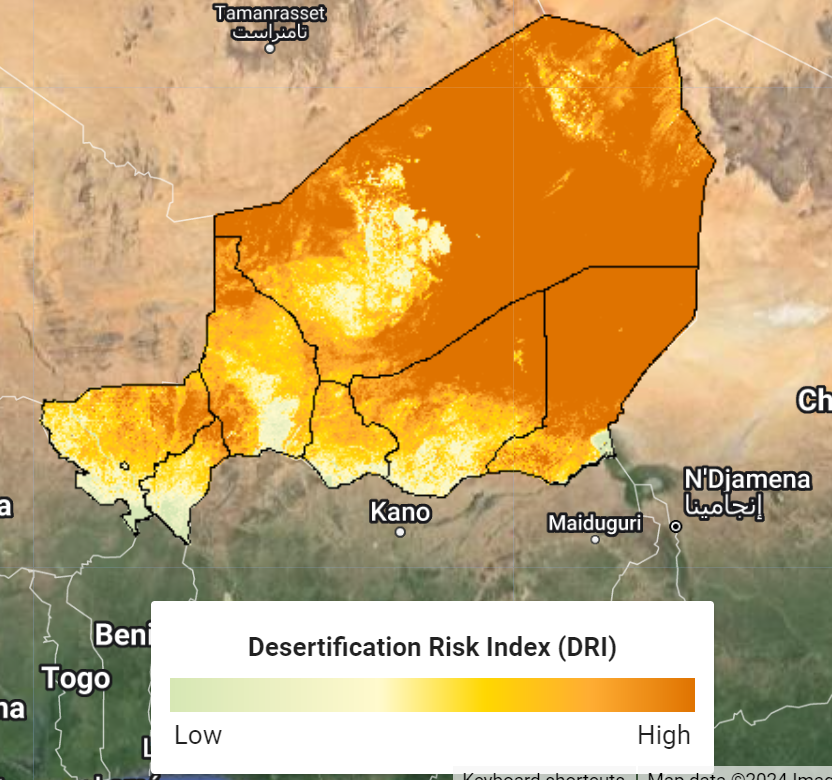 Tamanrasset
تامنراست
Ch
N'Djamena
إنجامينا
a
Kano
Maiduguri
Beni
Togo
na
L
Desertification Risk Index (DRI)
Low
High
Keyboard shortcuts
Map data ©2024 Imag